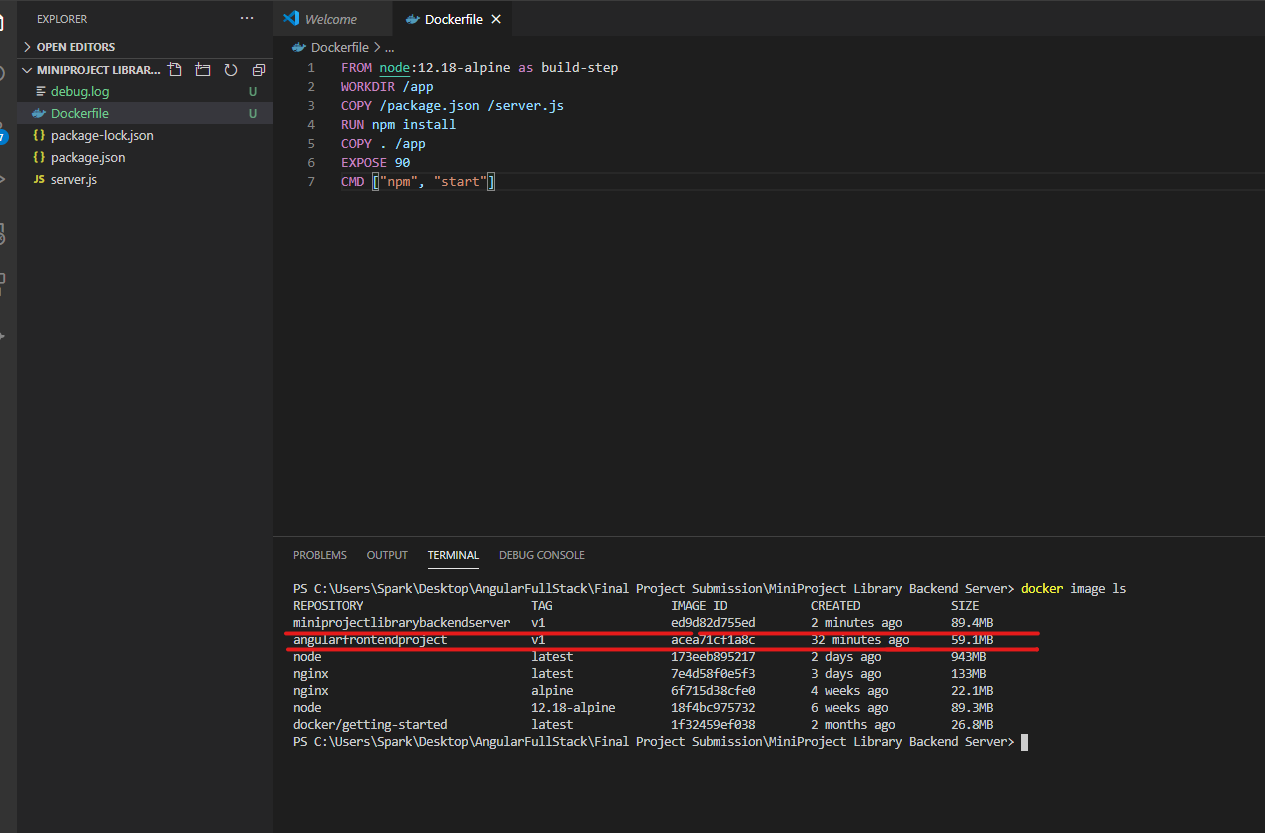 EXPLORER ...
OPEN EDITORS
MINIPROJECT LIBRAR...
debug.log U
Dockerfile U
{} package-lock.json
{} package.json
JS server.js
Welcome
Dockerfile
Dockerfile > ...
1 FROM node:12.18-alpine as build-step
2 WORKDIR /app
3 COPY /package.json /server.js
4 RUN npm install
5 COPY . /app
6 EXPOSE 90
7 CMD ["npm", "start"]
PROBLEMS OUTPUT TERMINAL DEBUG CONSOLE
PS C:\Users\Spark\Desktop\AngularFullStack\Final Project Submission\MiniProject Library Backend Server> docker image ls
REPOSITORY TAG IMAGE ID CREATED SIZE
miniprojectlibrarybackendserver v1 ed9d82d755ed 2 minutes ago 89.4MB
angularfrontendproject v1 acea71cf1a8c 32 minutes ago 59.1MB
node latest 173eeb895217 2 days ago 943MB
nginx latest 7e4d58f0e5f3 3 days ago 133MB
nginx alpine 6f715d38cfe0 4 weeks ago 22.1MB
node 12.18-alpine 18f4bc975732 6 weeks ago 89.3MB
docker/getting-started latest 1f32459ef038 2 months ago 26.8MB
PS C:\Users\Spark\Desktop\AngularFullStack\Final Project Submission\MiniProject Library Backend Server>